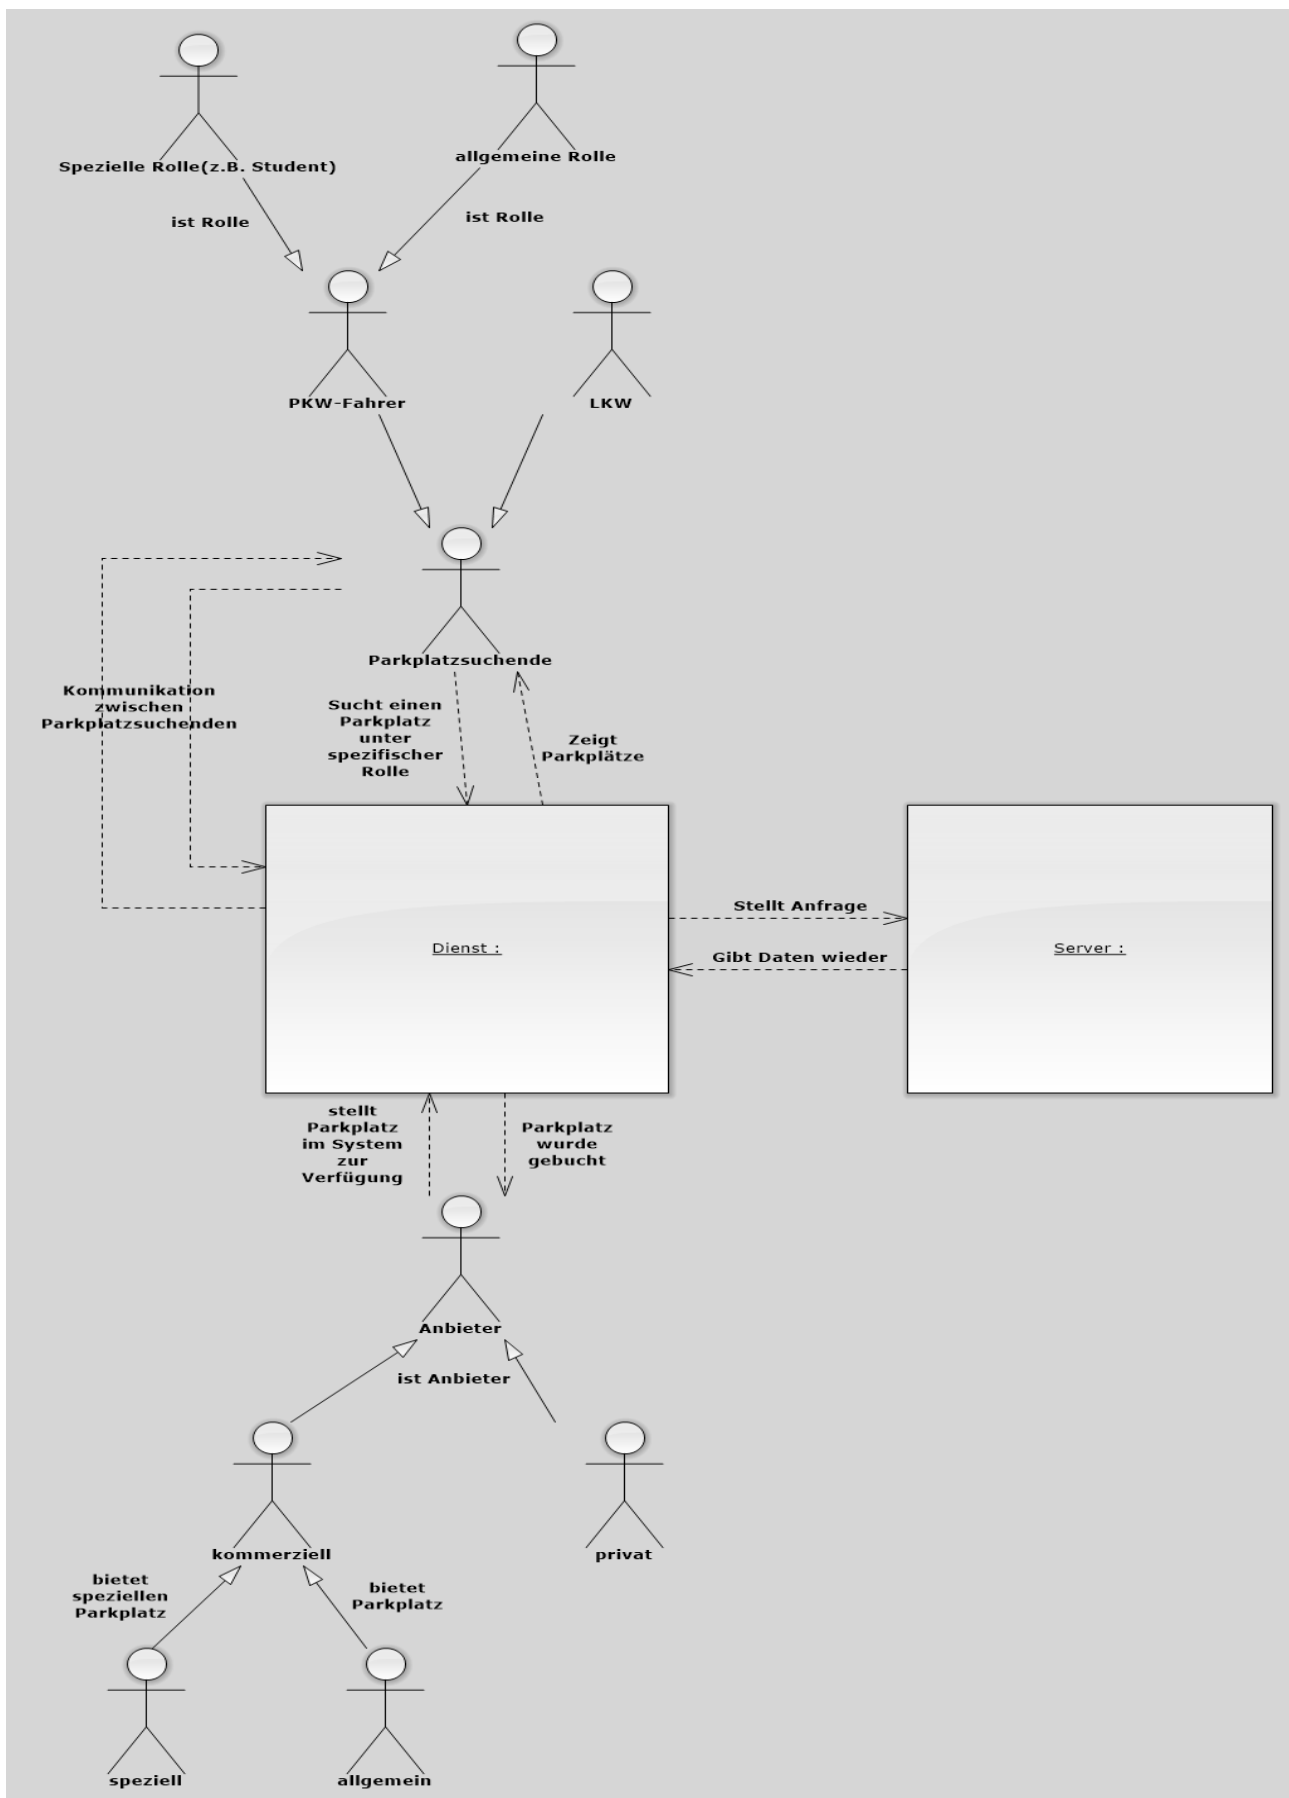 Spezielle Rolle(z.B. Student)
allgemeine Rolle
ist Rolle
ist Rolle
PKW-Fahrer
LKW
Parkplatzsuchende
Kommunikation
zwischen
Parkplatzsuchenden
Sucht einen
Parkplatz
unter
spezifischer
Rolle
Zeigt
Parkplätze
Dienst :
Stellt Anfrage
Gibt Daten wieder
Server :
stellt
Parkplatz
im System
zur
Verfügung
Parkplatz
wurde
gebucht
Anbieter
ist Anbieter
kommerziell
privat
bietet
speziellen
Parkplatz
bietet
Parkplatz
speziell
allgemein